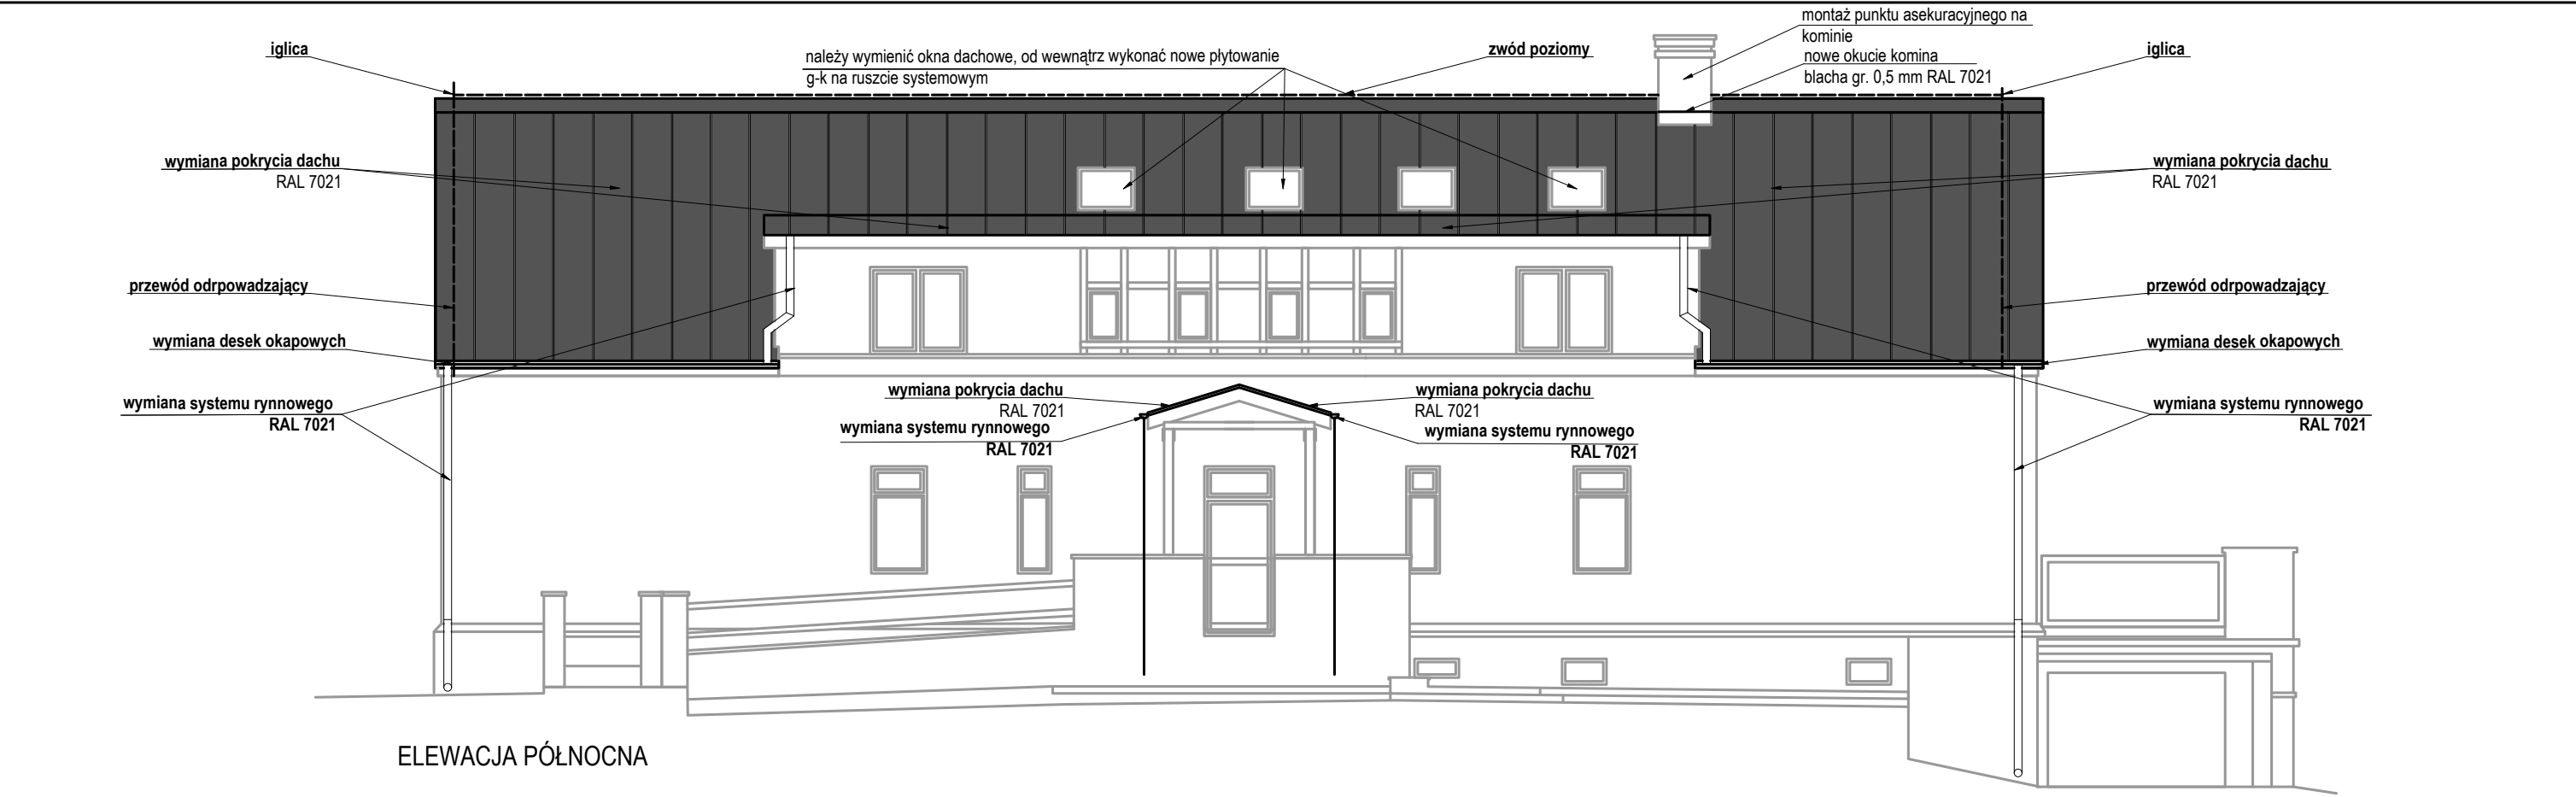 iglica
należy wymienić okna dachowe, od wewnątrz wykonać nowe płytowanie
g-k na ruszcie systemowym
zwód poziomy
montaż punktu asekuracyjnego na
kominie
nowe okucie komina
blacha gr. 0,5 mm RAL 7021
iglica
wymiana pokrycia dachu
RAL 7021
wymiana pokrycia dachu
RAL 7021
przewód odrpowadzający
przewód odrpowadzający
wymiana desek okapowych
wymiana desek okapowych
wymiana systemu rynnowego
RAL 7021
wymiana pokrycia dachu
RAL 7021
wymiana systemu rynnowego
RAL 7021
wymiana pokrycia dachu
RAL 7021
wymiana systemu rynnowego
RAL 7021
wymiana systemu rynnowego
RAL 7021
ELEWACJA PÓŁNOCNA